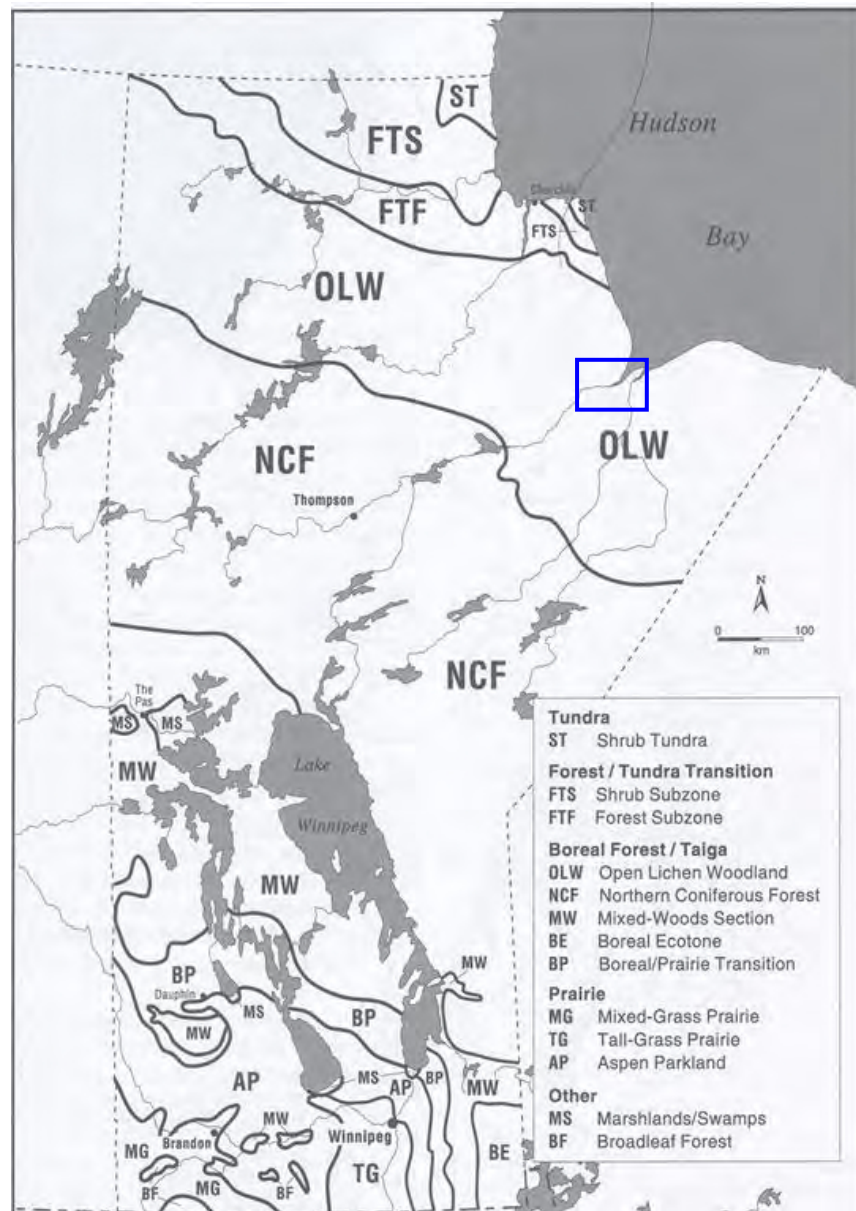 ST
Hudson
FTS
Churchill
FTF
ST
FTS
Bay
OLW
OLW
NCF
Thompson
N
0 100
km
NCF
The
Pas
MS
MS
MW
Lake
Winnipeg
MW
MW
BP
Dauphin
MS
MW
BP
AP
MS
AP
BP
MW
MW
Brandon
Winnipeg
MG
BE
MG
TG
BF
BF
Tundra
ST Shrub Tundra
Forest / Tundra Transition
FTS Shrub Subzone
FTF Forest Subzone
Boreal Forest / Taiga
OLW Open Lichen Woodland
NCF Northern Coniferous Forest
MW Mixed-Woods Section
BE Boreal Ecotone
BP Boreal/Prairie Transition
Prairie
MG Mixed-Grass Prairie
TG Tall-Grass Prairie
AP Aspen Parkland
Other
MS Marshlands/Swamps
BF Broadleaf Forest